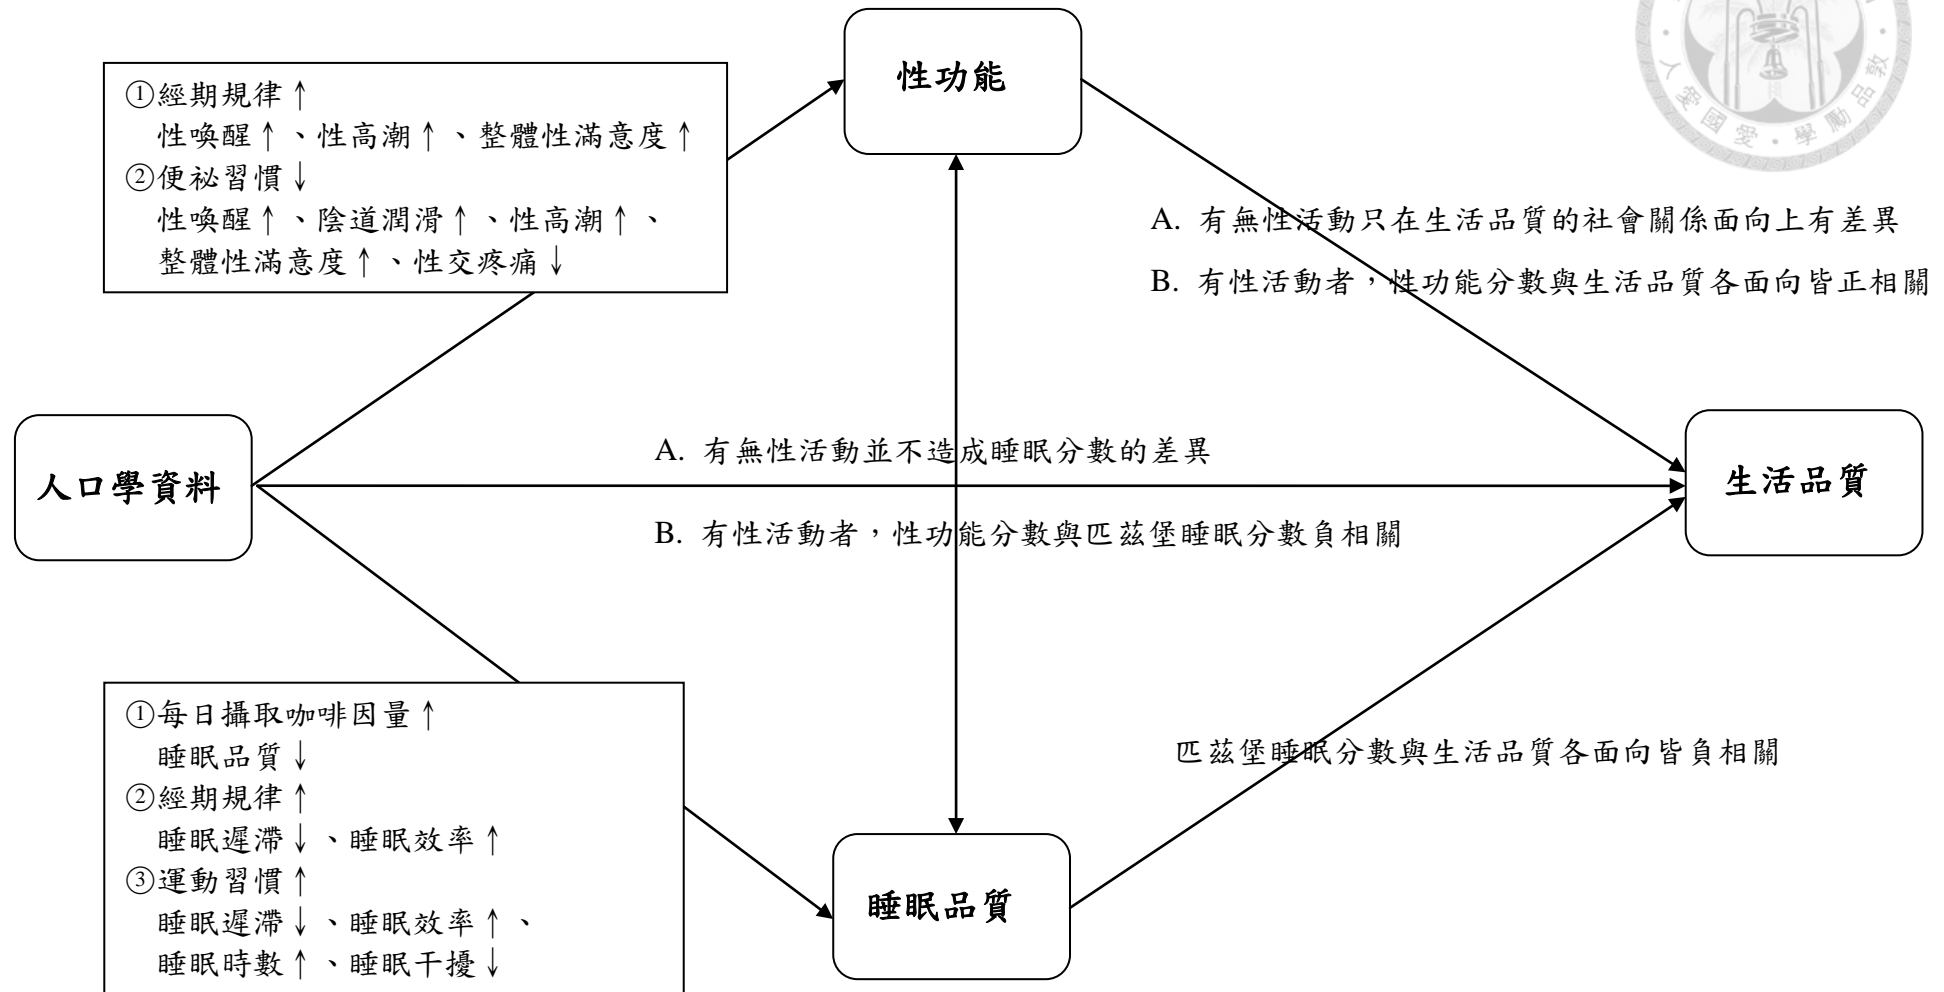 性功能
①經期規律↑
性喚醒↑、性高潮↑、整體性滿意度↑
②便祕習慣↓
性喚醒↑、陰道潤滑↑、性高潮↑、
整體性滿意度↑、性交疼痛↓
A. 有無性活動只在生活品質的社會關係面向上有差異
B. 有性活動者，性功能分數與生活品質各面向皆正相關
人口學資料
A. 有無性活動並不造成睡眠分數的差異
B. 有性活動者，性功能分數與匹茲堡睡眠分數負相關
生活品質
①每日攝取咖啡因量↑
睡眠品質↓
②經期規律↑
睡眠遲滯↓、睡眠效率↑
③運動習慣↑
睡眠遲滯↓、睡眠效率↑、
睡眠時數↑、睡眠干擾↓
匹茲堡睡眠分數與生活品質各面向皆負相關
睡眠品質
人愛國愛・學勵品敦